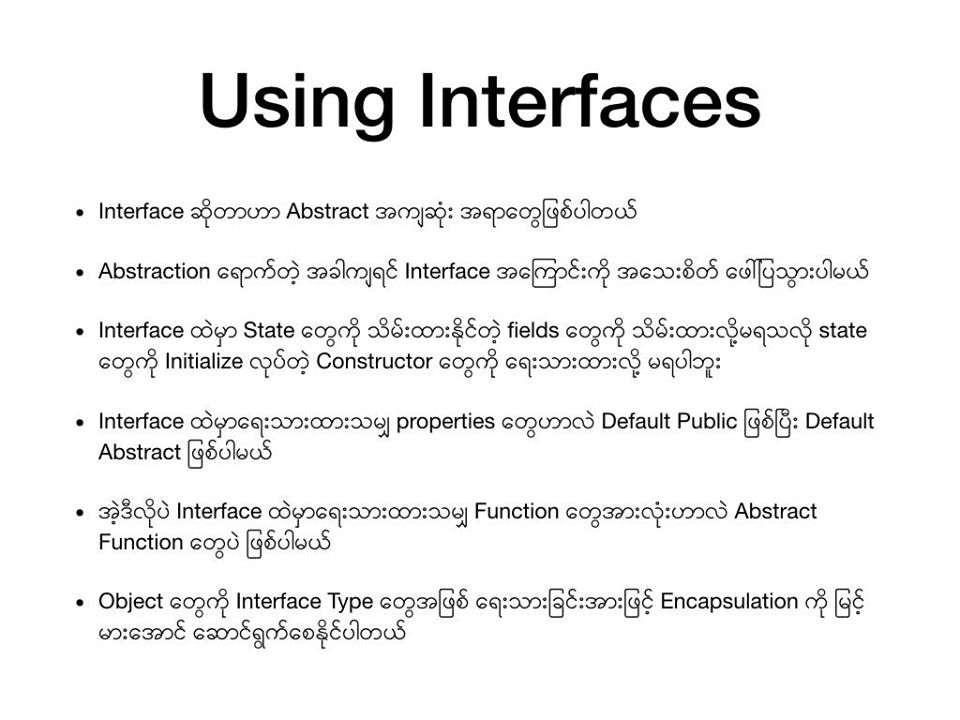 Using Interfaces
• Interface ဆိုတာဟာ Abstract အကျဆုံး အရာတွေဖြစ်ပါတယ်
• Abstraction ရောက်တဲ့ အခါကျရင် Interface အကြောင်းကို အသေးစိတ် ဖေါ်ပြသွားပါမယ်
• Interface ထဲမှာ State တွေကို သိမ်းထားနိုင်တဲ့ fields တွေကို သိမ်းထားလို့မရသလို state
တွေကို Initialize လုပ်တဲ့ Constructor တွေကို ရေးသားထားလို့ မရပါဘူး
• Interface ထဲမှာရေးသားထားသမျှ properties တွေဟာလဲ Default Public ဖြစ်ပြီး Default
Abstract ဖြစ်ပါမယ်
• အဲ့ဒီလိုပဲ Interface ထဲမှာရေးသားထားသမျှ Function တွေအားလုံးဟာလဲ Abstract
Function တွေပဲ ဖြစ်ပါမယ်
• Object တွေကို Interface Type တွေအဖြစ် ရေးသားခြင်းအားဖြင့် Encapsulation ကို မြင့်
မားအောင် ဆောင်ရွက်စေနိုင်ပါတယ်